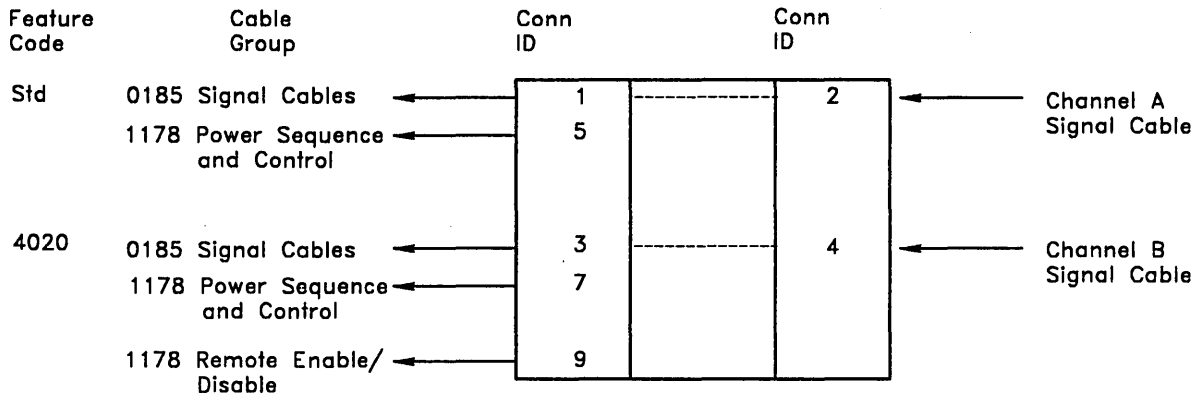 Feature Code Cable Group Conn ID Conn ID
Std 0185 Signal Cables 1 2 Channel A
Signal Cable
1178 Power Sequence 5
and Control
4020 0185 Signal Cables 3 4 Channel B
Signal Cable
1178 Power Sequence 7
and Control
1178 Remote Enable/ 9
Disable